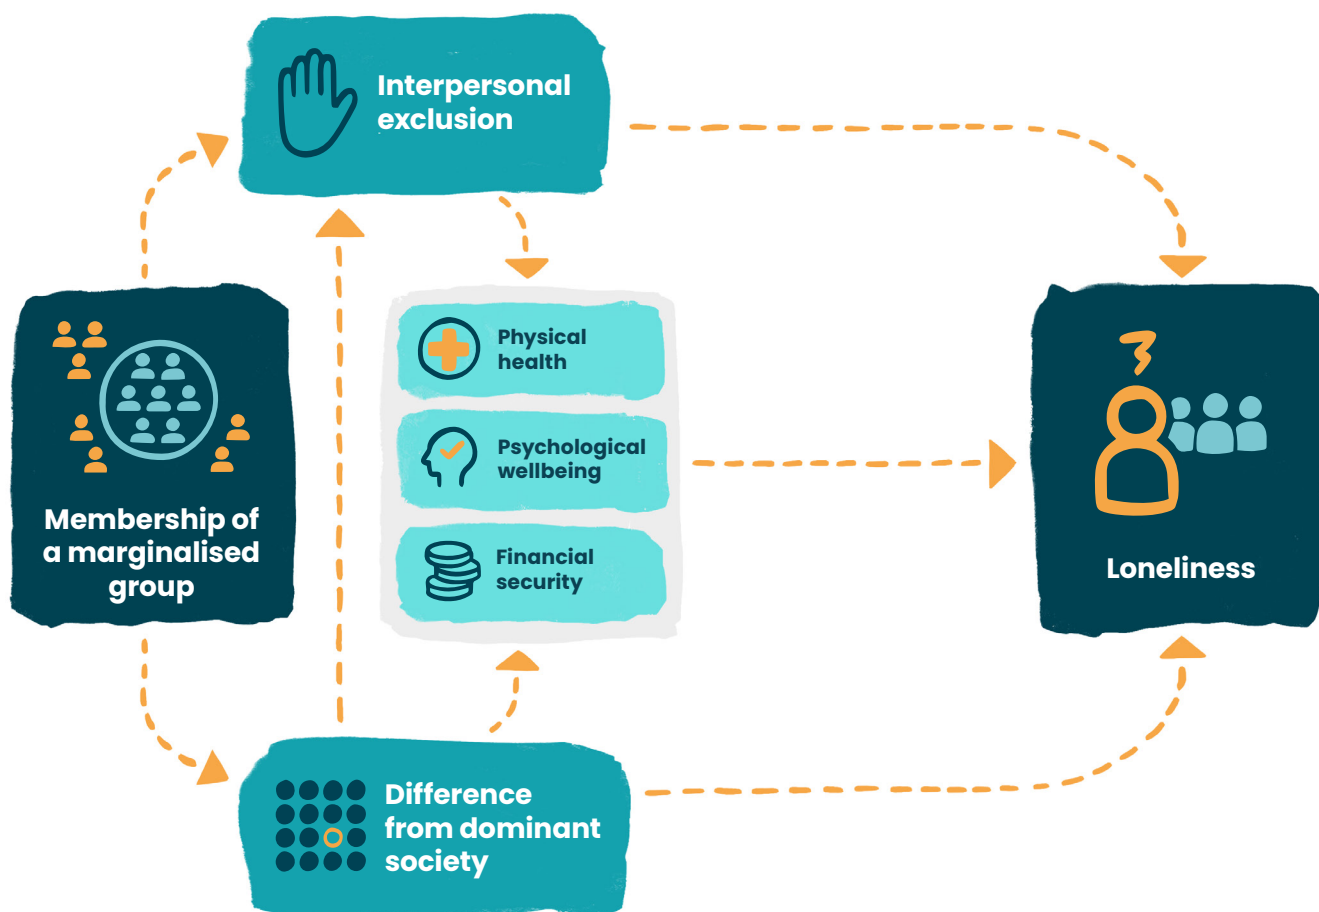 Interpersonal
exclusion
Membership of
a marginalised
group
Physical
health
Psychological
wellbeing
Financial
security
Loneliness
Difference
from dominant
society